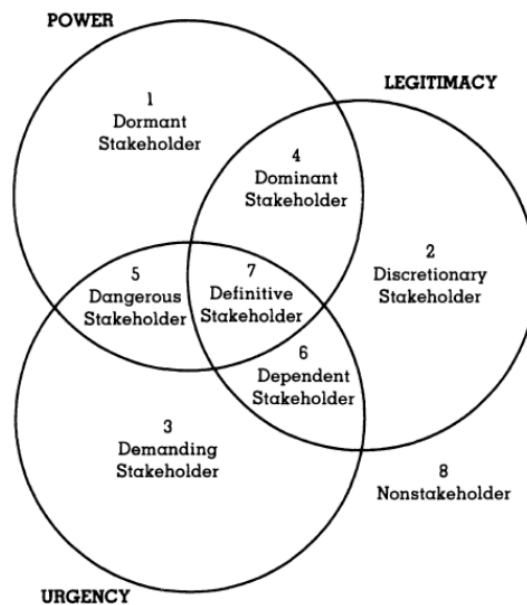 POWER
LEGITIMACY
1
Dormant
Stakeholder
4
Dominant
Stakeholder
2
Discretionary
Stakeholder
5
Dangerous
Stakeholder
7
Definitive
Stakeholder
6
Dependent
Stakeholder
3
Demanding
Stakeholder
8
Nonstakeholder
URGENCY